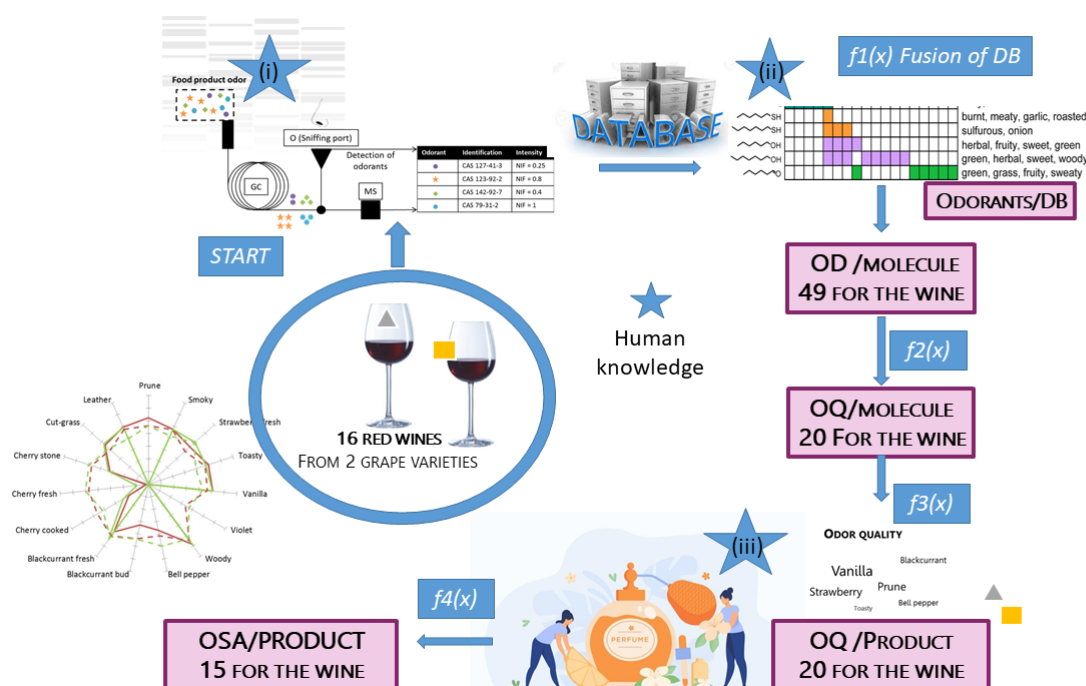 (i)
Food product odor
O (Sniffing port)
Detection of
odorants
GC
MS
Odorant Identification Intensity
CAS 127-41-3 NIF = 0.25
CAS 123-92-2 NIF = 0.8
CAS 142-92-7 NIF = 0.4
CAS 79-31-2 NIF = 1
START
DATABASE
(ii)
f1(x) Fusion of DB
SH burnt, meaty, garlic, roasted
SH sulfurous, onion
OH herbal, fruity, sweet, green
OH green, herbal, sweet, woody
O green, grass, fruity, sweaty
ODORANTS/DB
OD /MOLECULE
49 FOR THE WINE
f2(x)
OQ/MOLECULE
20 FOR THE WINE
f3(x)
Human
knowledge
16 RED WINES
FROM 2 GRAPE VARIETIES
Prune
Smoky
Toasty
Vanilla
Violet
Woody
Bell pepper
Blackcurrant bud
Blackcurrant fresh
Cherry cooked
Cherry fresh
Cherry stone
Cut-grass
Leather
ODOR QUALITY
Blackcurrant
Vanilla
Strawberry
Prune
Toasty
Bell pepper
(iii)
PERFUME
OQ /PRODUCT
20 FOR THE WINE
f4(x)
OSA/PRODUCT
15 FOR THE WINE